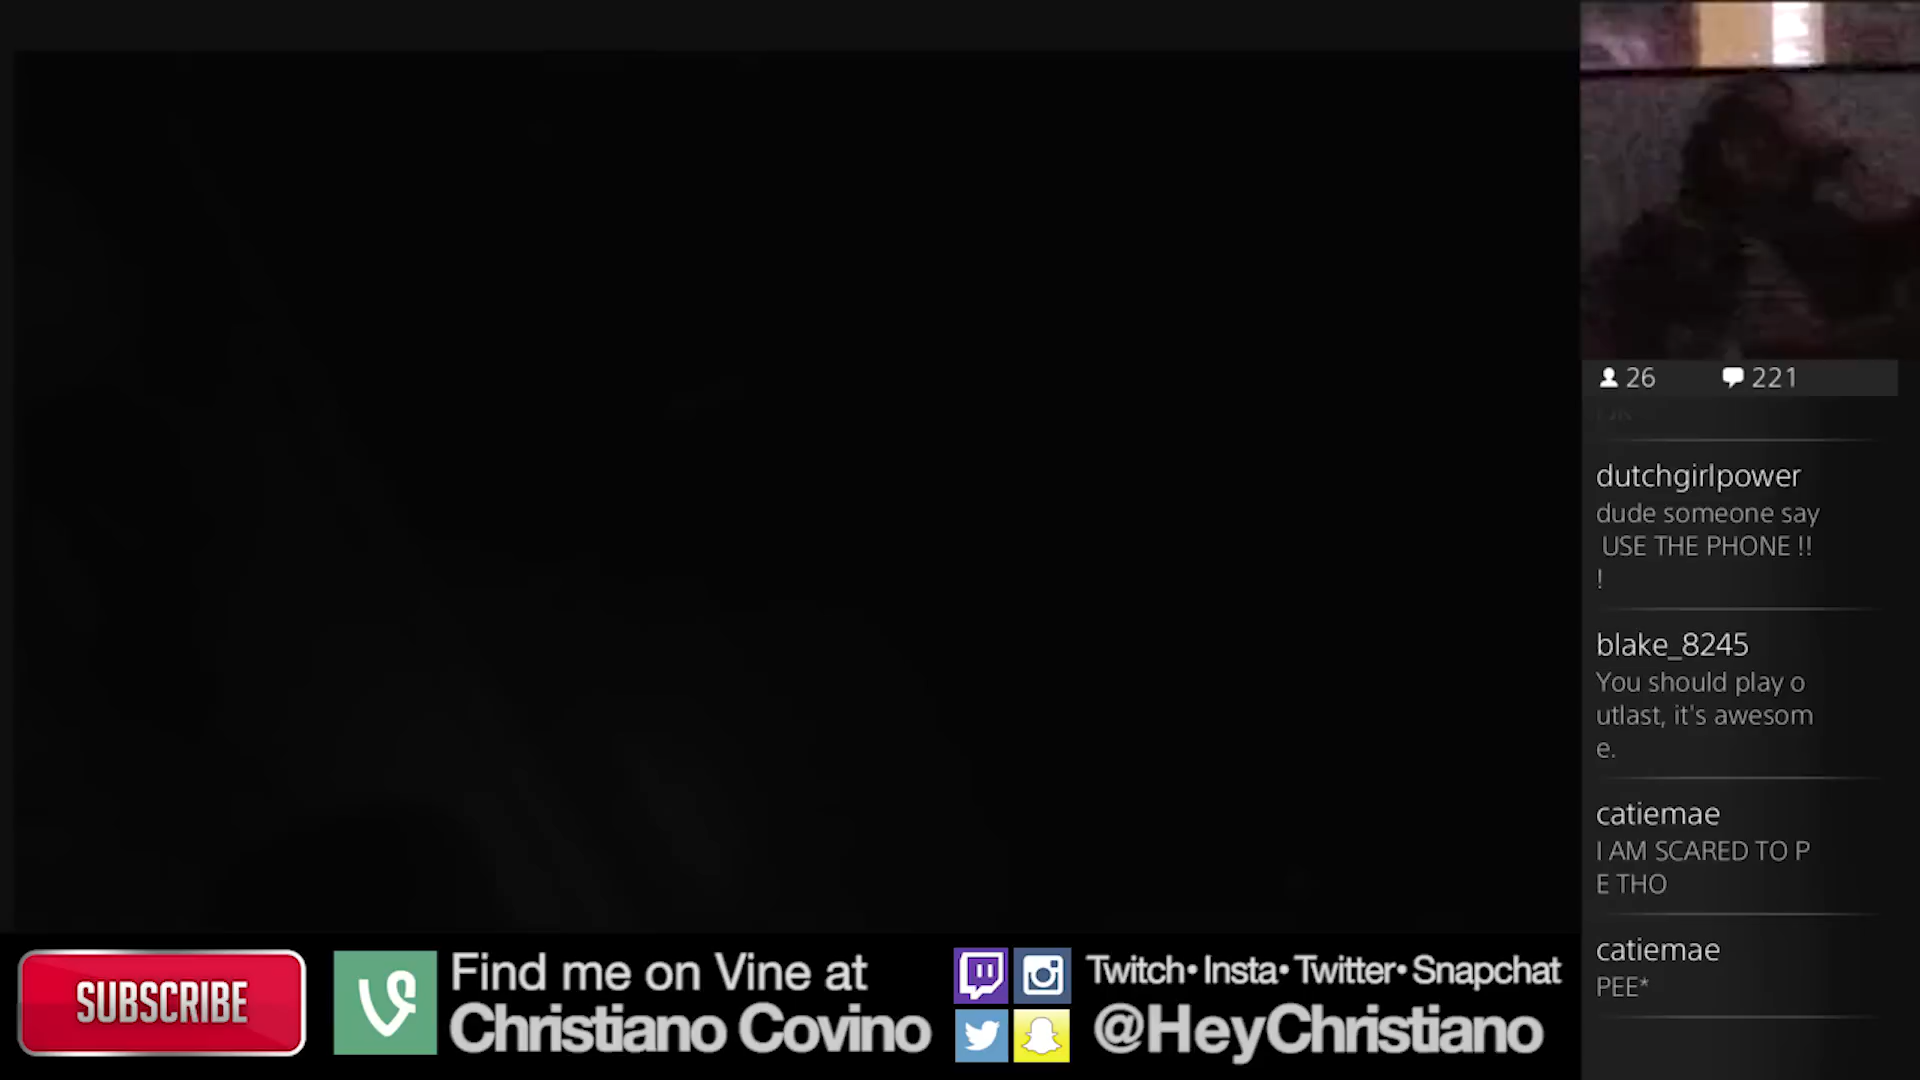 26 221
dutchgirlpower
dude someone say
USE THE PHONE !!
!
blake_8245
You should play o
utlast, it's awesom
e.
catiemae
I AM SCARED TO P
E THO
catiemae
PEE*
SUBSCRIBE
Find me on Vine at
Christiano Covino
Twitch• Insta• Twitter• Snapchat
@HeyChristiano